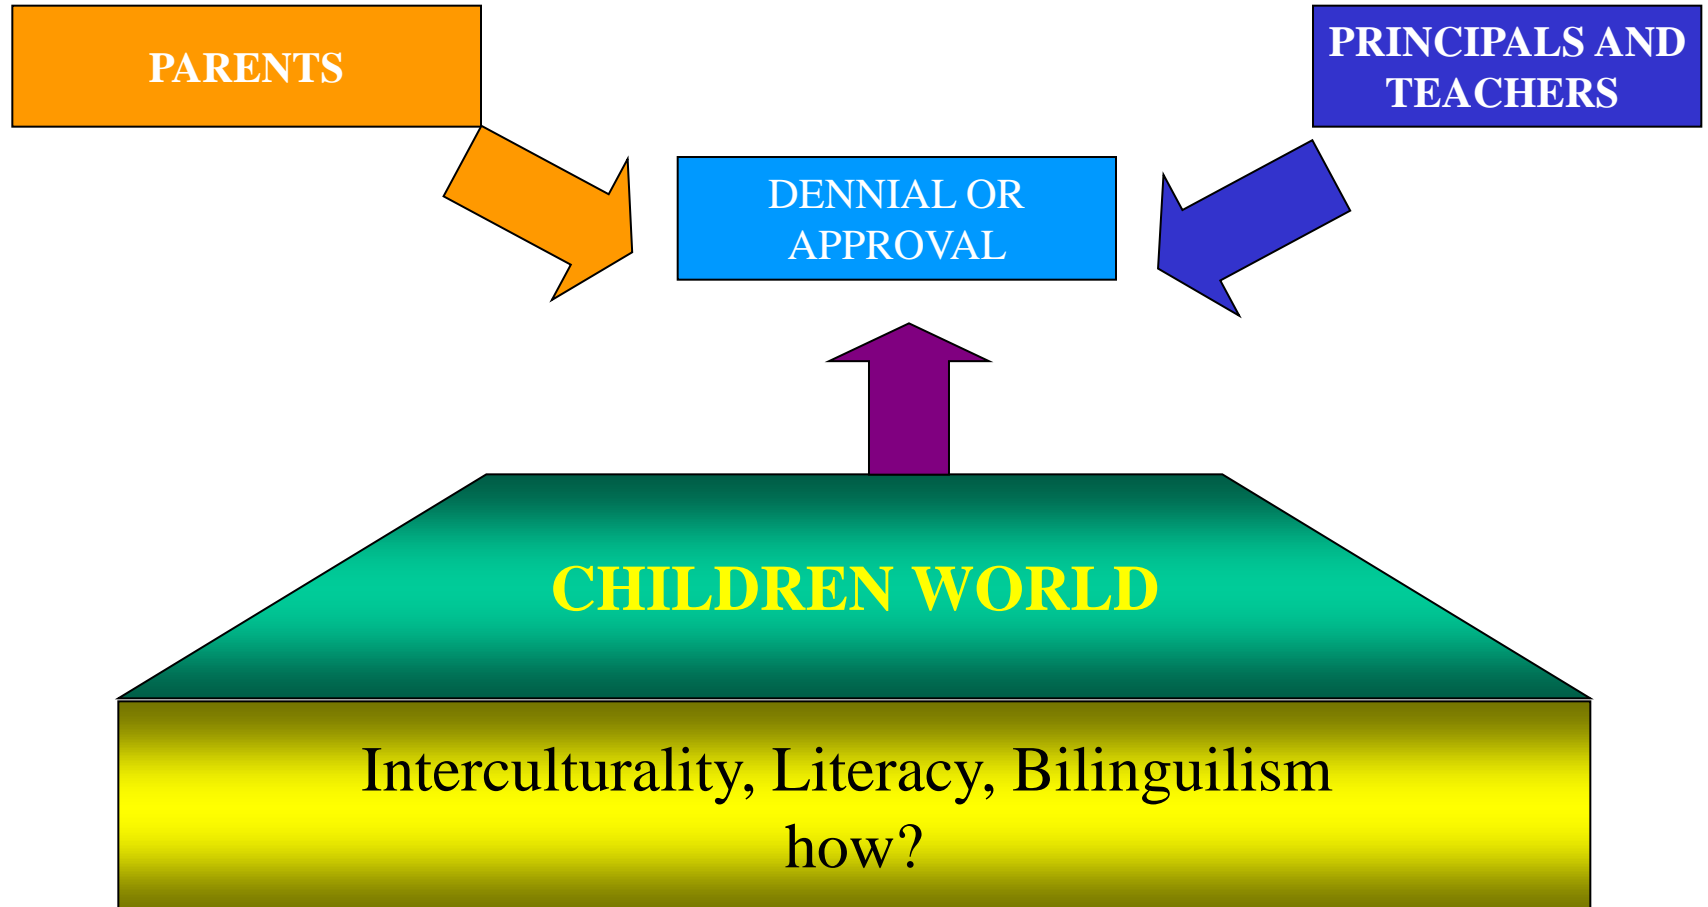 PARENTS
PRINCIPALS AND
TEACHERS
DENNIAL OR
APPROVAL
CHILDREN WORLD
Interculturality, Literacy, Bilinguilism
how?